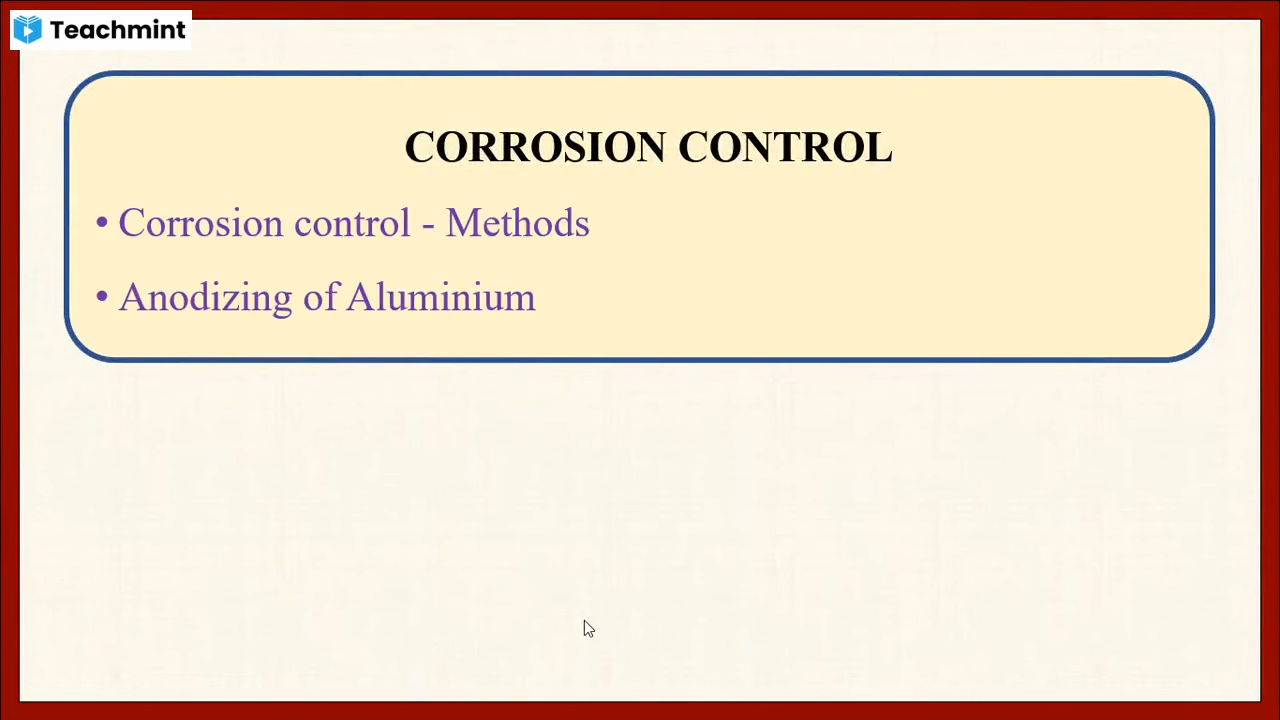 Teachmint
CORROSION CONTROL
• Corrosion control - Methods
• Anodizing of Aluminium